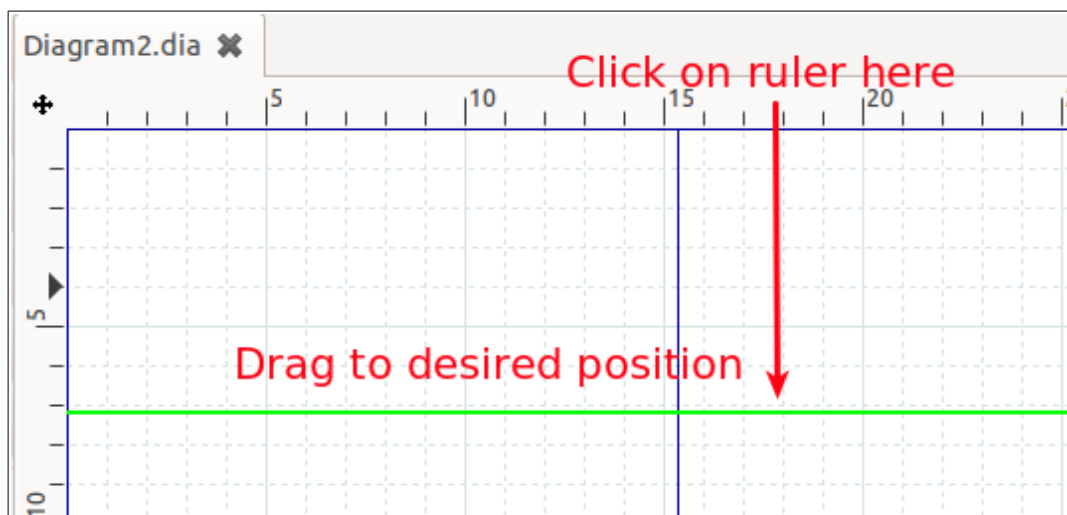 Diagram2.dia
Click on ruler here
5 10 15 20
5
Drag to desired position
10